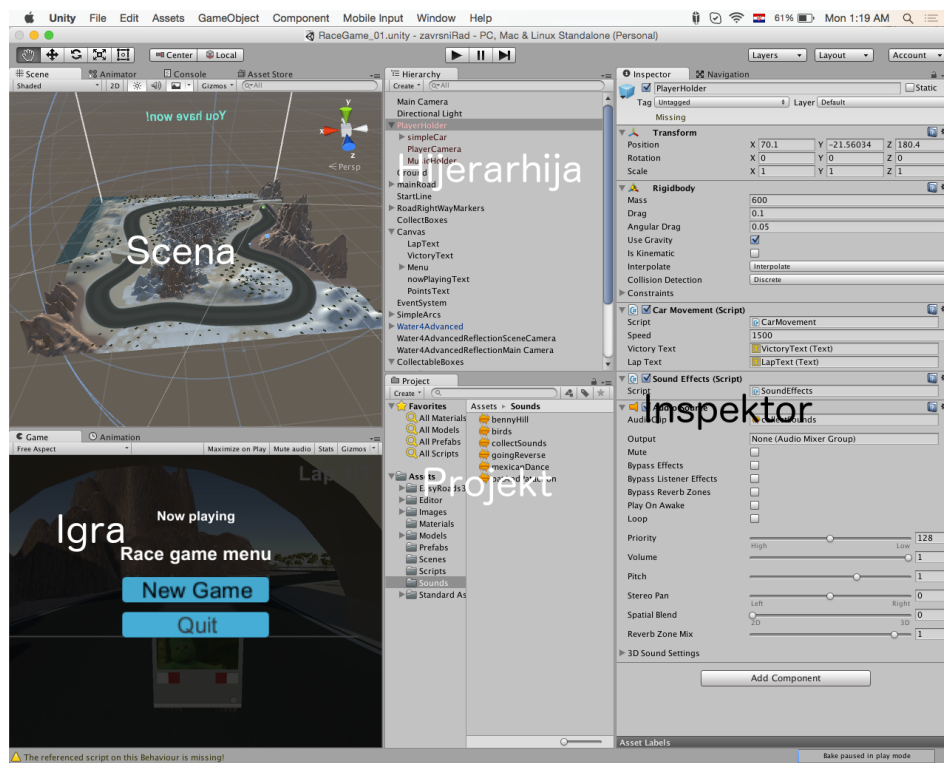 Unity File Edit Assets GameObject Component Mobile Input Window Help 61% Mon 1:19 AM
RaceGame_01.unity - zavrsniRad - PC, Mac & Linux Standalone (Personal)
Center Local Layers Layout Account
Scene Animator Console Asset Store
Shaded 2D Gizmos All
You have won!
y
x
z
Persp
Scena
Game Animation
Free Aspect Maximize on Play Mute audio Stats Gizmos
Lap
Igra
Now playing
Race game menu
New Game
Quit
Hierarchy
Create All
Main Camera
Directional Light
PlayerHolder
simpleCar
PlayerCamera
MusicHolder
Hijerarhija
Ground
mainRoad
StartLine
RoadRightWayMarkers
CollectBoxes
Canvas
LapText
VictoryText
Menu
nowPlayingText
PointsText
EventSystem
SimpleArcs
Water4Advanced
Water4AdvancedReflectionSceneCamera
Water4AdvancedReflectionMain Camera
CollectableBoxes
Project
Create
Favorites
All Materials
All Models
All Prefabs
All Scripts
Assets
EasyRoads3
Editor
Images
Materials
Models
Prefabs
Scenes
Scripts
Sounds
Standard As
Assets Sounds
bennyHill
birds
collectSounds
goingReverse
mexicanDance
Projekt
Inspector Navigation
PlayerHolder Static
Tag Untagged Layer Default
Missing
Transform
Position X 70.1 Y -21.56034 Z 180.4
Rotation X 0 Y 0 Z 0
Scale X 1 Y 1 Z 1
Rigidbody
Mass 600
Drag 0.1
Angular Drag 0.05
Use Gravity
Is Kinematic
Interpolate Interpolate
Collision Detection Discrete
Constraints
Car Movement (Script)
Script CarMovement
Speed 1500
Victory Text VictoryText (Text)
Lap Text LapText (Text)
Sound Effects (Script)
Script SoundEffects
Inspektor
Audio Source
AudioClip collectSounds
Output None (Audio Mixer Group)
Mute
Bypass Effects
Bypass Listener Effects
Bypass Reverb Zones
Play On Awake
Loop
Priority 128
High Low
Volume 1
Pitch 1
Stereo Pan 0
Left Right
Spatial Blend 0
2D 3D
Reverb Zone Mix 1
3D Sound Settings
Add Component
Asset Labels
The referenced script on this Behaviour is missing!
Bake paused in play mode